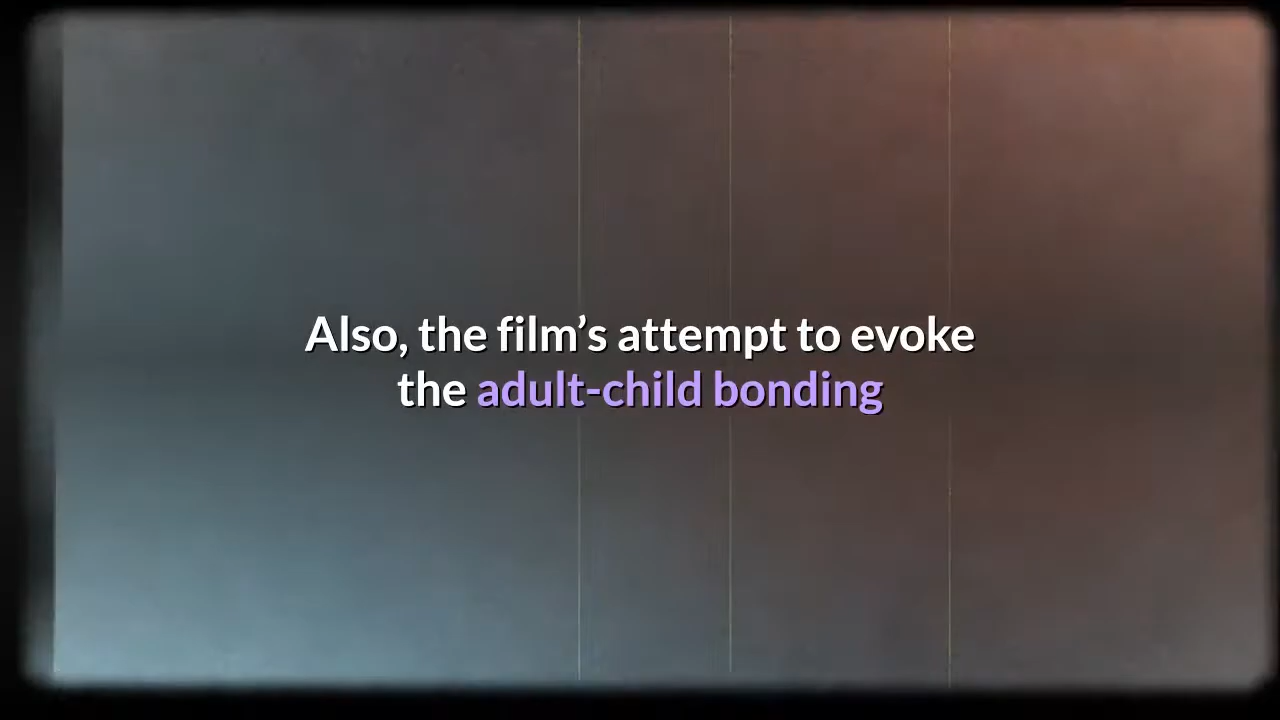 Also, the film’s attempt to evoke
the adult-child bonding